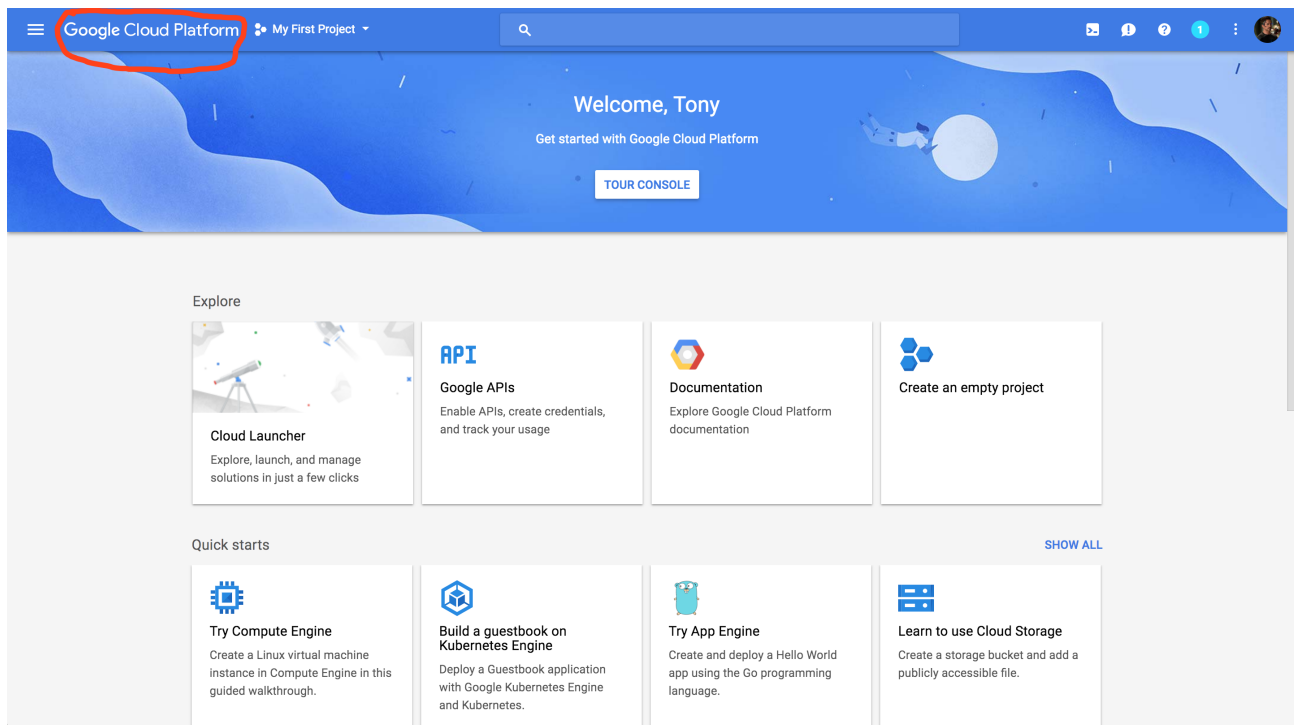 Google Cloud Platform
My First Project
1
Welcome, Tony
Get started with Google Cloud Platform
TOUR CONSOLE
Explore
Cloud Launcher
Explore, launch, and manage
solutions in just a few clicks
API
Google APIs
Enable APIs, create credentials,
and track your usage
Documentation
Explore Google Cloud Platform
documentation
Create an empty project
Quick starts
SHOW ALL
Try Compute Engine
Create a Linux virtual machine
instance in Compute Engine in this
guided walkthrough.
Build a guestbook on
Kubernetes Engine
Deploy a Guestbook application
with Google Kubernetes Engine
and Kubernetes.
Try App Engine
Create and deploy a Hello World
app using the Go programming
language.
Learn to use Cloud Storage
Create a storage bucket and add a
publicly accessible file.